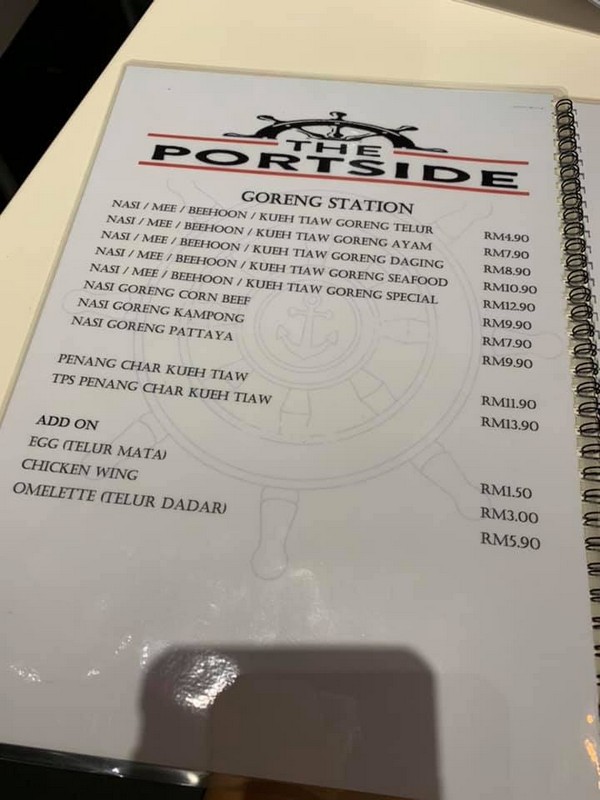 THE
PORTSIDE
GORENG STATION
NASI / MEE / BEEHOON / KUEH TIAW GORENG TELUR RM4.90
NASI / MEE / BEEHOON / KUEH TIAW GORENG AYAM RM7.90
NASI / MEE / BEEHOON / KUEH TIAW GORENG DAGING RM8.90
NASI / MEE / BEEHOON / KUEH TIAW GORENG SEAFOOD RM10.90
NASI / MEE / BEEHOON / KUEH TIAW GORENG SPECIAL RM12.90
NASI GORENG CORN BEEF RM9.90
NASI GORENG KAMPONG RM7.90
NASI GORENG PATTAYA RM9.90
PENANG CHAR KUEH TIAW RM11.90
TPS PENANG CHAR KUEH TIAW RM13.90
ADD ON
EGG (TELUR MATA) RM1.50
CHICKEN WING RM3.00
OMELETTE (TELUR DADAR) RM5.90